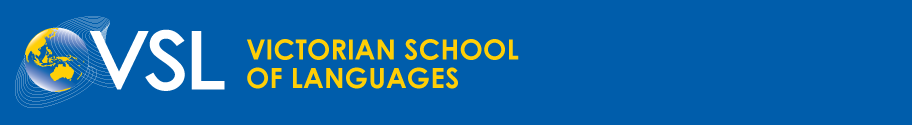 VSL
VICTORIAN SCHOOL
OF LANGUAGES